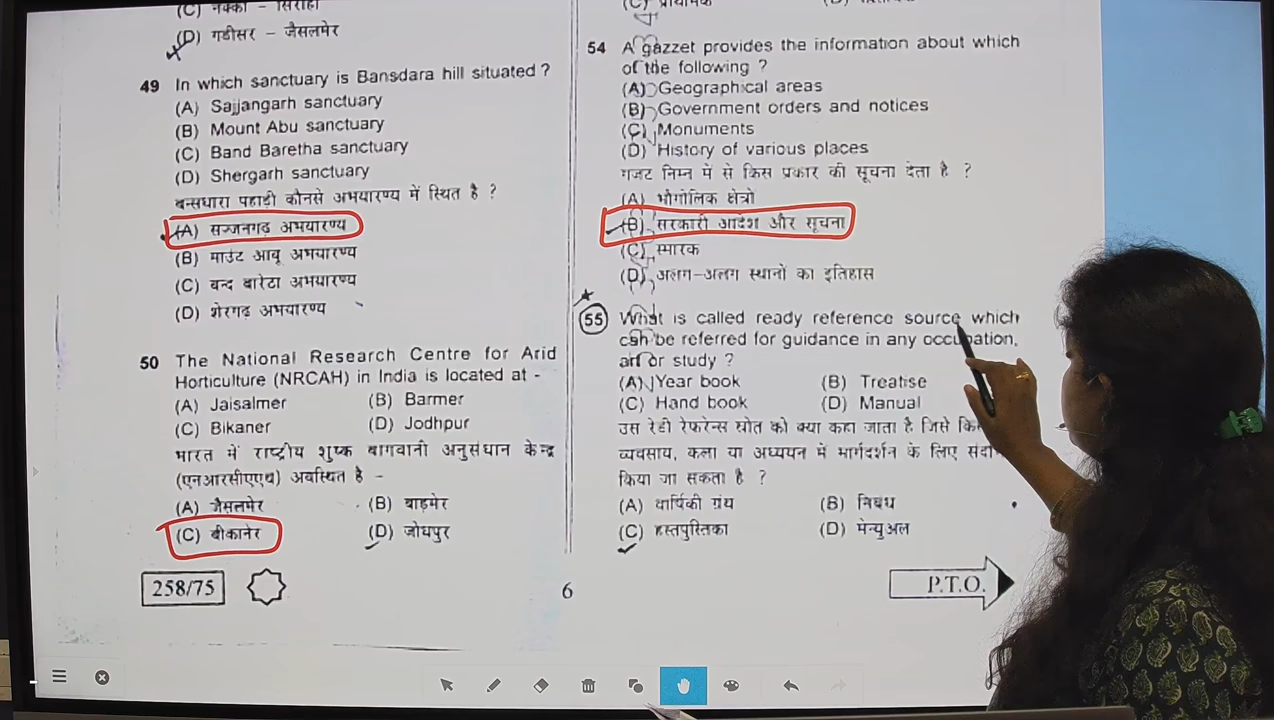 (C) नक्की – सिरोही
(D) गडीसर – जैसलमेर
49 In which sanctuary is Bansdara hill situated ?
(A) Sajjangarh sanctuary
(B) Mount Abu sanctuary
(C) Band Baretha sanctuary
(D) Shergarh sanctuary
बन्सधारा पहाड़ी कौनसे अभयारण्य में स्थित है ?
(A) सज्जनगढ़ अभयारण्य
(B) माउंट आबू अभयारण्य
(C) बन्द बारेठा अभयारण्य
(D) शेरगढ़ अभयारण्य
50 The National Research Centre for Arid
Horticulture (NRCAH) in India is located at -
(A) Jaisalmer (B) Barmer
(C) Bikaner (D) Jodhpur
भारत में राष्ट्रीय शुष्क बागवानी अनुसंधान केन्द्र
(एनआरसीएएच) अवस्थित है -
(A) जैसलमेर (B) बाड़मेर
(C) बीकानेर (D) जोधपुर
258/75
6
54 A gazzet provides the information about which
of the following ?
(A) Geographical areas
(B) Government orders and notices
(C) Monuments
(D) History of various places
गजट निम्न में से किस प्रकार की सूचना देता है ?
(A) भौगोलिक क्षेत्रो
(B) सरकारी आदेश और सूचना
(C) स्मारक
(D) अलग-अलग स्थानों का इतिहास
55 What is called ready reference source which
can be referred for guidance in any occupation,
art or study ?
(A) Year book (B) Treatise
(C) Hand book (D) Manual
उस रेडी रेफरेन्स स्रोत को क्या कहा जाता है जिसे
व्यवसाय, कला या अध्ययन में मार्गदर्शन के लिए
किया जा सकता है ?
(A) वार्षिकी ग्रंथ (B) निबंध
(C) हस्तपुस्तिका (D) मेन्युअल
P.T.O.